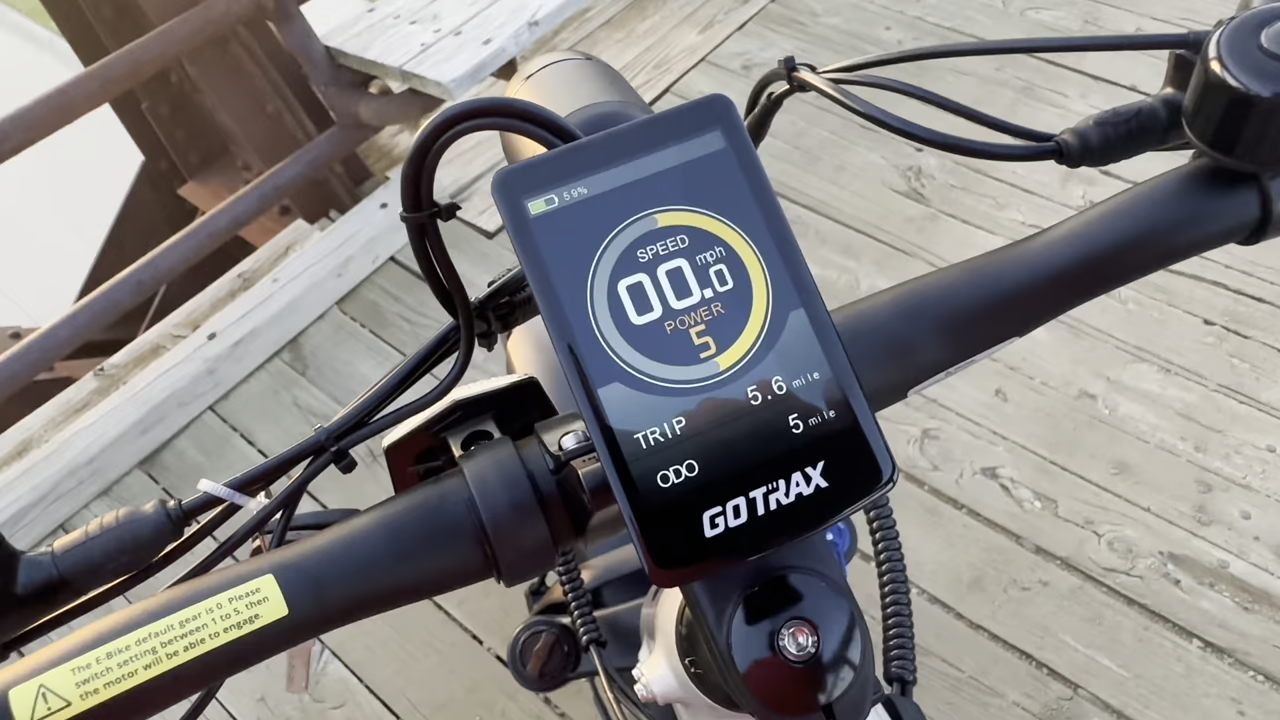 59%
SPEED
00.0 mph
POWER
5
TRIP 5.6 mile
ODO 5 mile
GOTRAX
The E-Bike default gear is 0. Please
switch setting between 1 to 5, then
the motor will be able to engage.